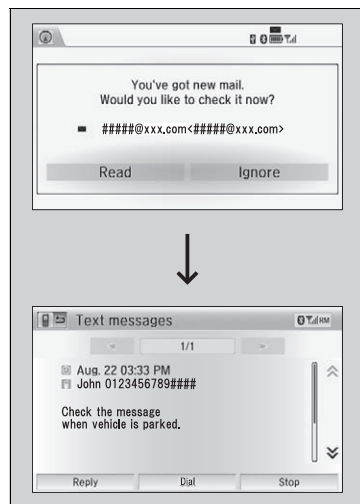 You've got new mail.
Would you like to check it now?
#####@xxx.com<#####@xxx.com>
Read Ignore
Text messages RM
1/1
Aug. 22 03:33 PM
John 0123456789####
Check the message
when vehicle is parked.
Reply Dial Stop